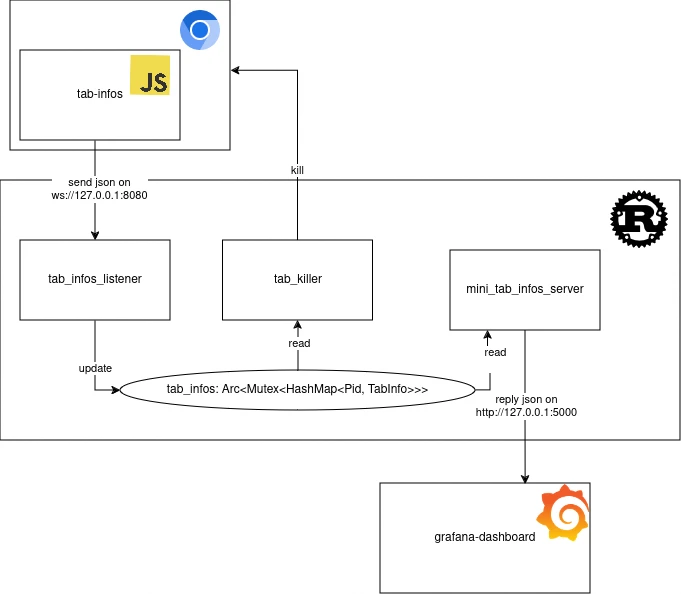 JS
tab-infos
kill
send json on
ws://127.0.0.1:8080
R
tab_infos_listener
tab_killer
mini_tab_infos_server
read
read
update
tab_infos: Arc<Mutex<HashMap<Pid, TabInfo>>>
reply json on
http://127.0.0.1:5000
grafana-dashboard